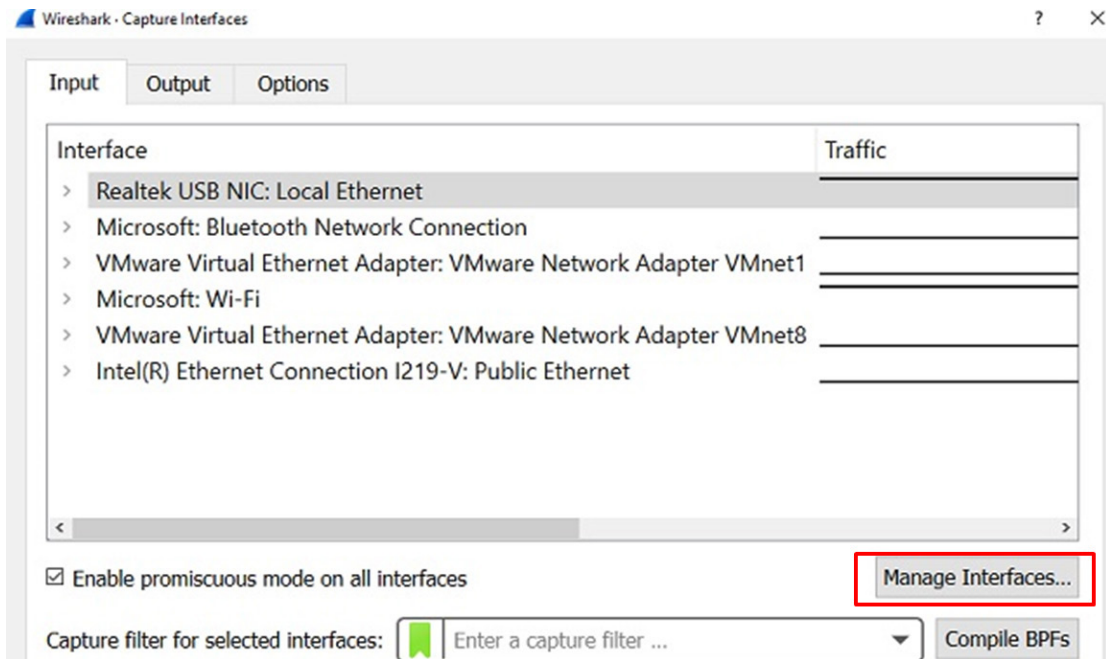 Wireshark · Capture Interfaces
Input Output Options
Interface Traffic
Realtek USB NIC: Local Ethernet
Microsoft: Bluetooth Network Connection
VMware Virtual Ethernet Adapter: VMware Network Adapter VMnet1
Microsoft: Wi-Fi
VMware Virtual Ethernet Adapter: VMware Network Adapter VMnet8
Intel(R) Ethernet Connection I219-V: Public Ethernet
Enable promiscuous mode on all interfaces Manage Interfaces...
Capture filter for selected interfaces: Enter a capture filter ... Compile BPFs